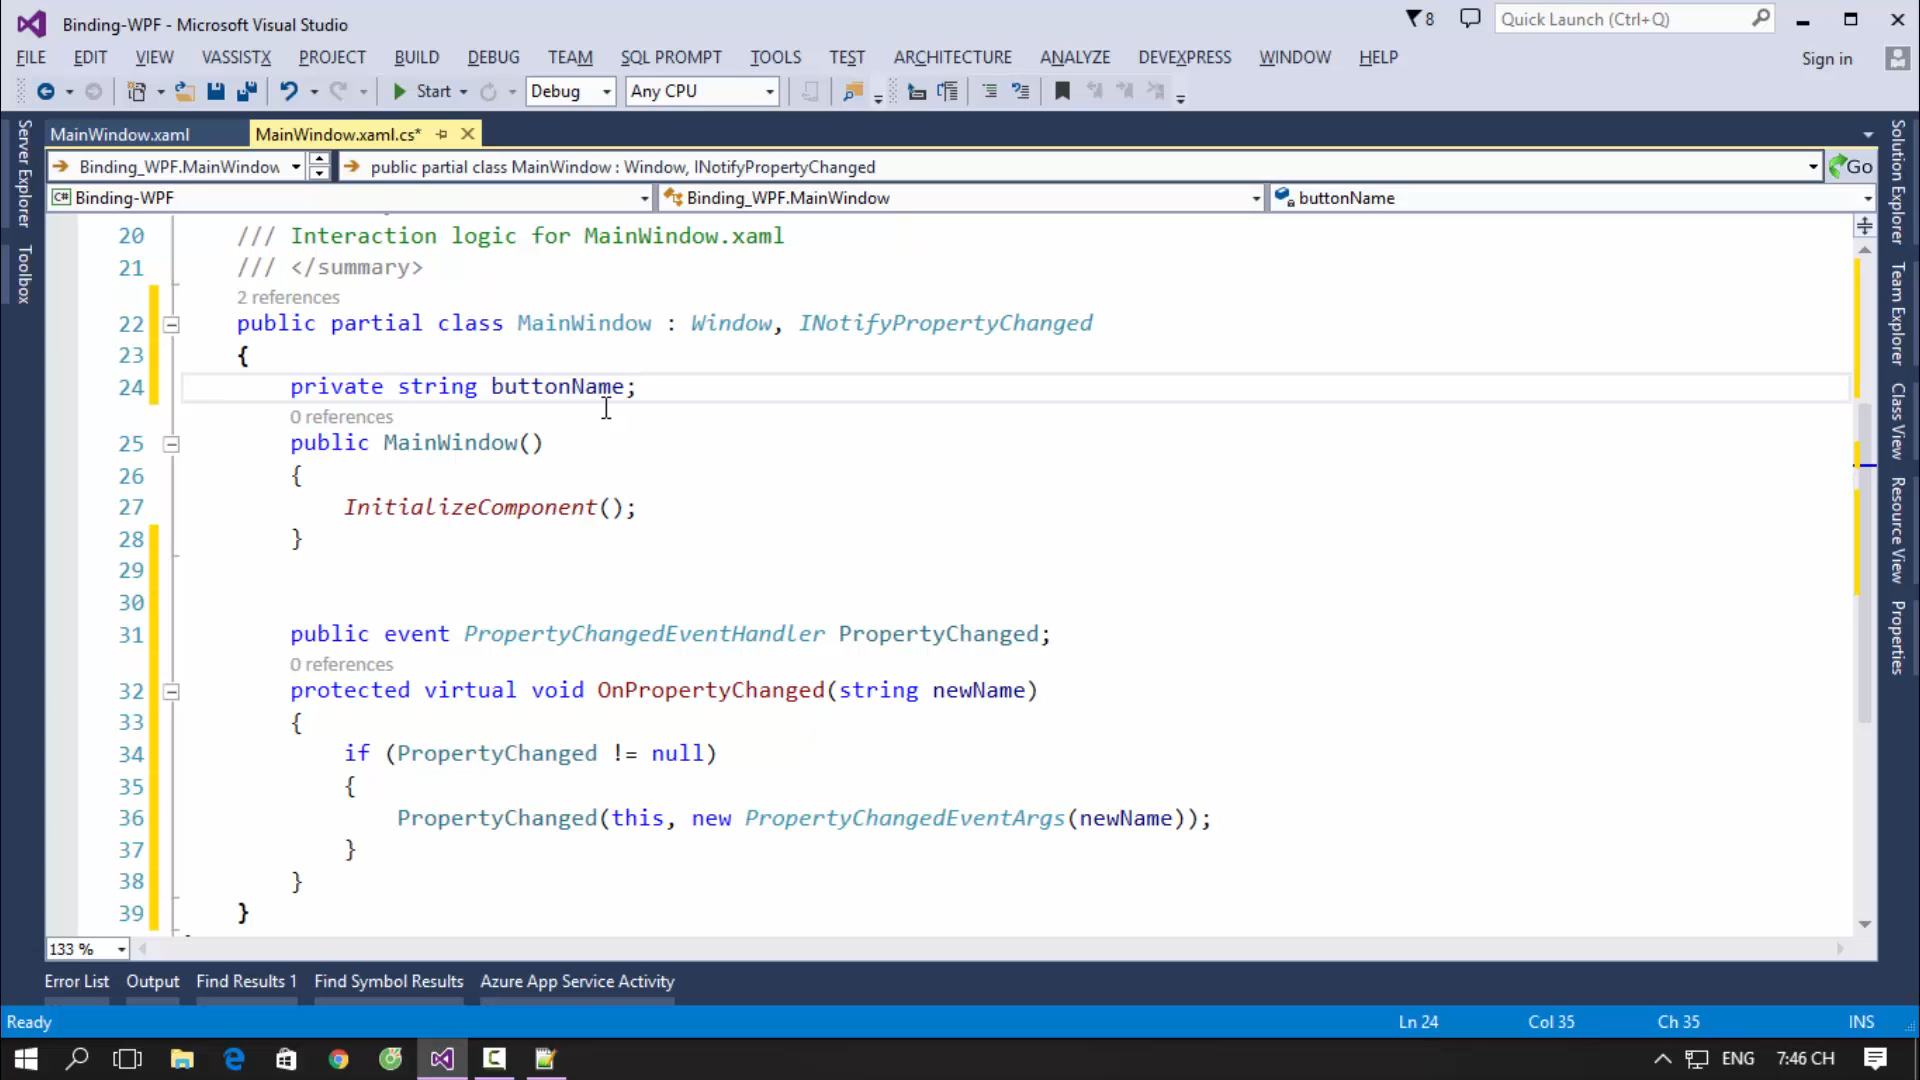 Binding-WPF - Microsoft Visual Studio
8
Quick Launch (Ctrl+Q)
FILE EDIT VIEW VASSISTX PROJECT BUILD DEBUG TEAM SQL PROMPT TOOLS TEST ARCHITECTURE ANALYZE DEVEXPRESS WINDOW HELP
Sign in
Start Debug Any CPU
Server Explorer
Toolbox
MainWindow.xaml MainWindow.xaml.cs*
Binding_WPF.MainWindow public partial class MainWindow : Window, INotifyPropertyChanged Go
C# Binding-WPF Binding_WPF.MainWindow buttonName
20 /// Interaction logic for MainWindow.xaml
21 /// </summary>
2 references
22 public partial class MainWindow : Window, INotifyPropertyChanged
23 {
24 private string buttonName;
0 references
25 public MainWindow()
26 {
27 InitializeComponent();
28 }
29
30
31 public event PropertyChangedEventHandler PropertyChanged;
0 references
32 protected virtual void OnPropertyChanged(string newName)
33 {
34 if (PropertyChanged != null)
35 {
36 PropertyChanged(this, new PropertyChangedEventArgs(newName));
37 }
38 }
39 }
133 %
Solution Explorer
Team Explorer
Class View
Resource View
Properties
Error List Output Find Results 1 Find Symbol Results Azure App Service Activity
Ready Ln 24 Col 35 Ch 35 INS
ENG 7:46 CH